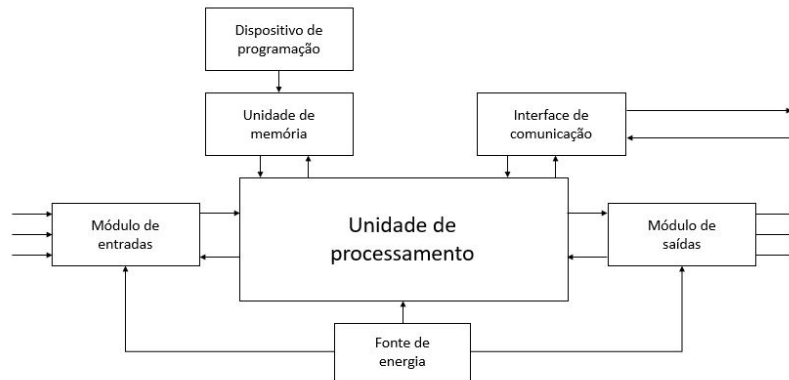 Dispositivo de
programação
Unidade de
memória
Interface de
comunicação
Módulo de
entradas
Unidade de
processamento
Módulo de
saídas
Fonte de
energia